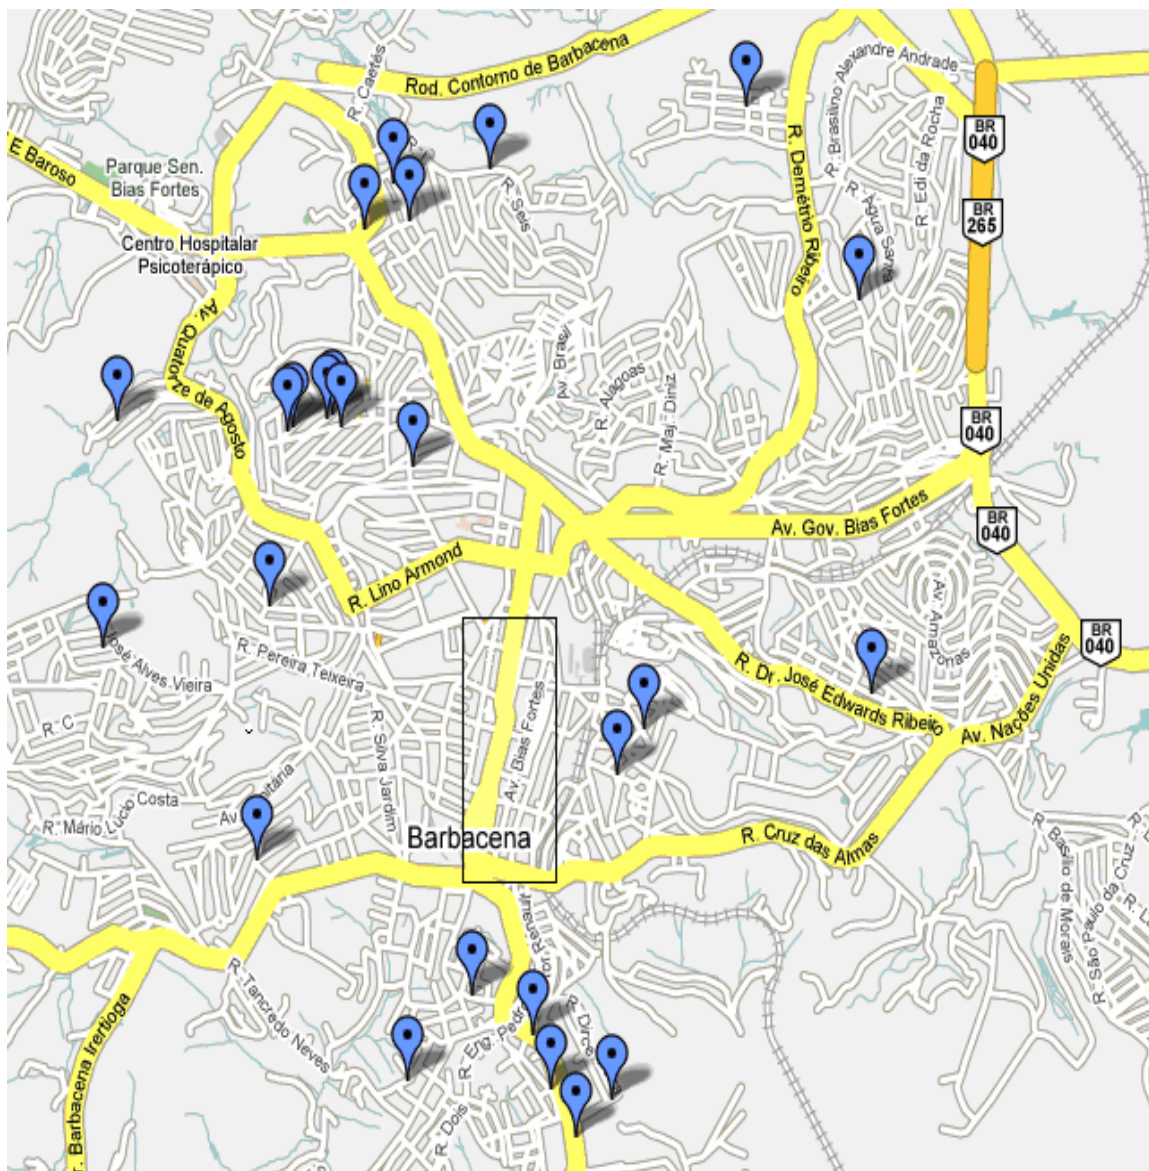 Rod. Contorno de Barbacena
R. Caetés
R. Basilino Alexandre Andrade
BR
040
E Baroso
Parque Sen.
Bias Fortes
R. Seis
R. Demétrio Ribeiro
R. Edi da Rocha
R. Água Santa
BR
265
Centro Hospitalar
Psicoterápico
Av. Quatorze de Agosto
Av. Brasil
R. Alagoas
R. Maj. Diniz
BR
040
Av. Gov. Bias Fortes
BR
040
R. Lino Armond
Av. Amazonas
BR
040
José Alves Vieira
R. Pereira Teixeira
R. Dr. José Edwards Ribeiro
Av. Nações Unidas
R. C
R. Silva Jardim
Av. Bias Fortes
R. Mário Lucio Costa
Barbacena
R. Cruz das Almas
R. Basílio de Morais
R. São Paulo da Cruz
R. Tancredo Neves
R. Eng. Pedro
R. Dois
r. Barbacena Irertioga